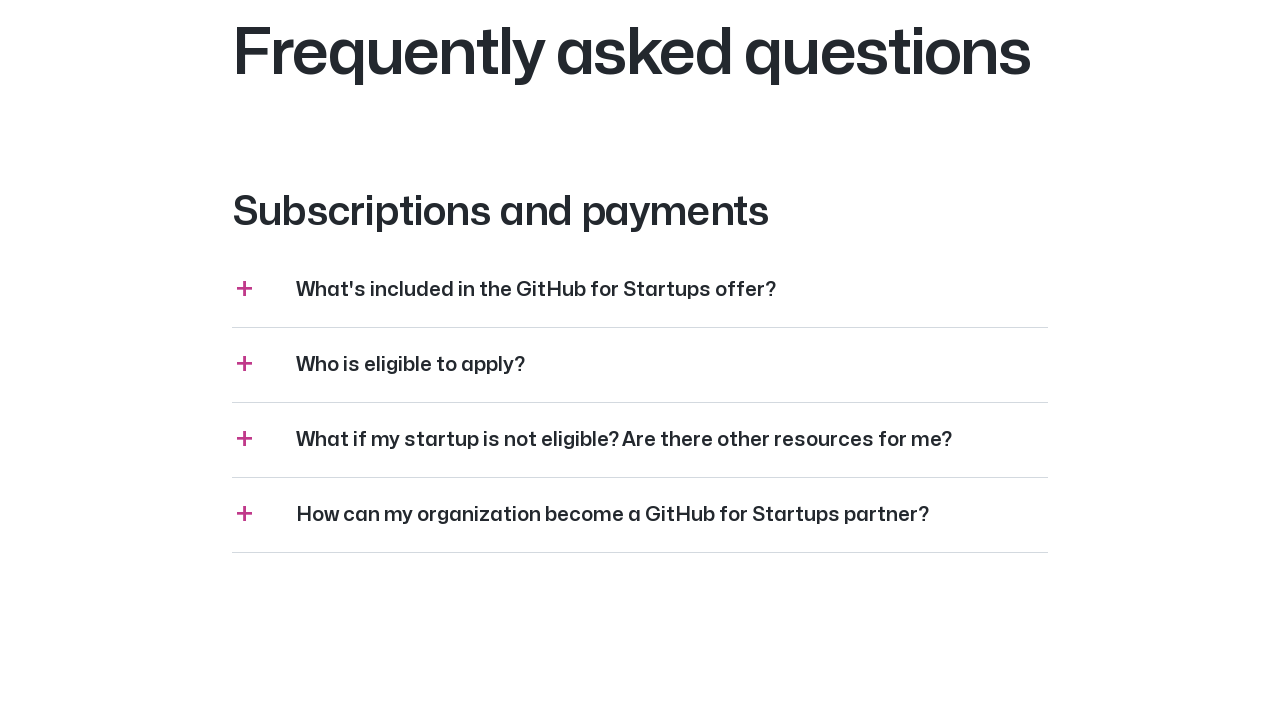 Frequently asked questions
Subscriptions and payments
What's included in the GitHub for Startups offer?
Who is eligible to apply?
What if my startup is not eligible? Are there other resources for me?
How can my organization become a GitHub for Startups partner?